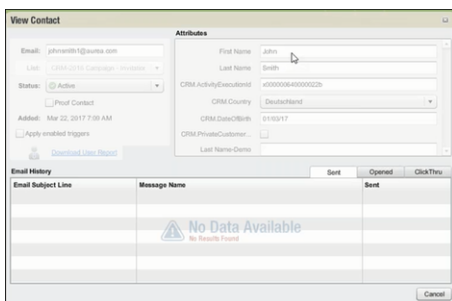 View Contact
Attributes
Email: johnsmith1@aurea.com
List: CRM 2016 Campaign -
Status: Active
Proof Contact
Added: Mar 22, 2017 7:09 AM
Apply enabled triggers
Download User Report
First Name John
Last Name Smith
CRM.ActivityExecutionId
CRM.Country Deutschland
CRM.DateOfBirth 01/03/17
CRM.PrivateCustomer...
Last Name-Demo
Email History
Sent Opened ClickThru
Email Subject Line Message Name Sent
No Data Available
No Results Found
Cancel